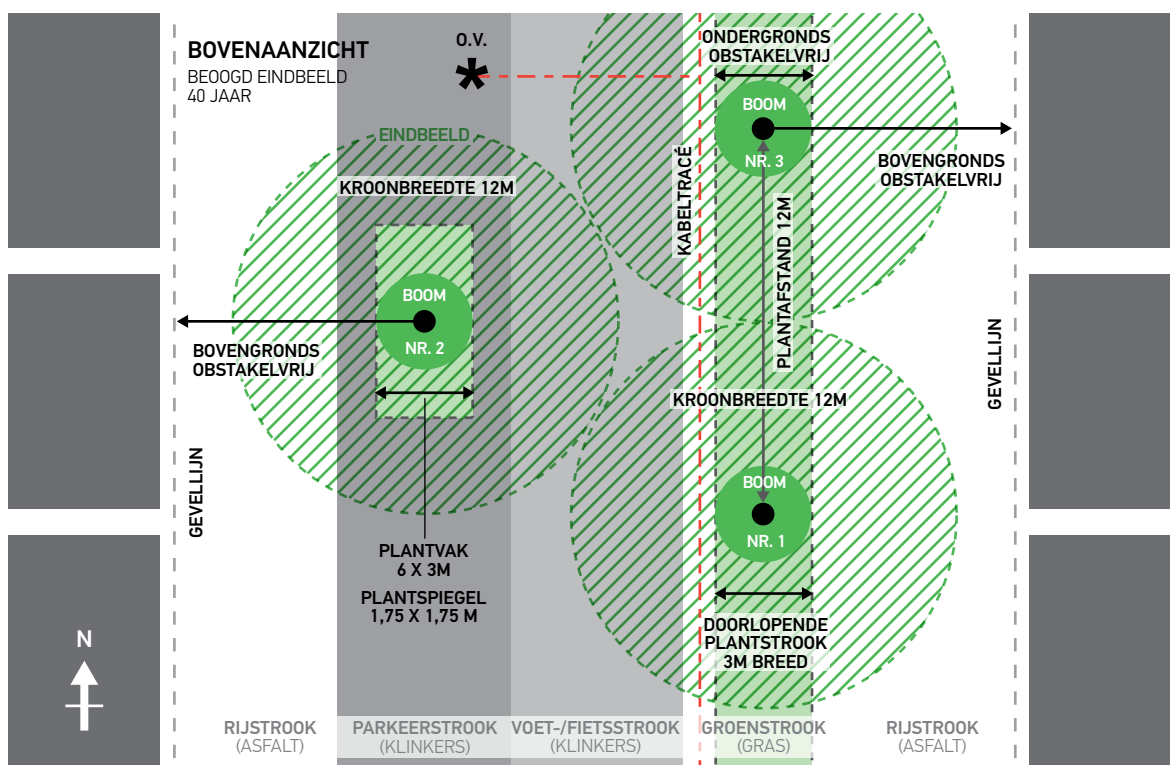 BOVENAANZICHT
BEOOGD EINDBEELD
40 JAAR
O.V.
ONDERGRONDS
OBSTAKELVRIJ
EINDBEELD
KROONBREEDTE 12M
BOOM
NR. 3
BOVENGRONDS
OBSTAKELVRIJ
KABELTRACÉ
PLANTAFSTAND 12M
BOOM
NR. 2
BOVENGRONDS
OBSTAKELVRIJ
GEVELLIJN
GEVELLIJN
KROONBREEDTE 12M
BOOM
NR. 1
PLANTVAK
6 X 3M
PLANTSPIEGEL
1,75 X 1,75 M
DOORLOPENDE
PLANTSTROOK
3M BREED
N
RIJSTROOK
(ASFALT)
PARKEERSTROOK
(KLINKERS)
VOET-/FIETSSTROOK
(KLINKERS)
GROENSTROOK
(GRAS)
RIJSTROOK
(ASFALT)